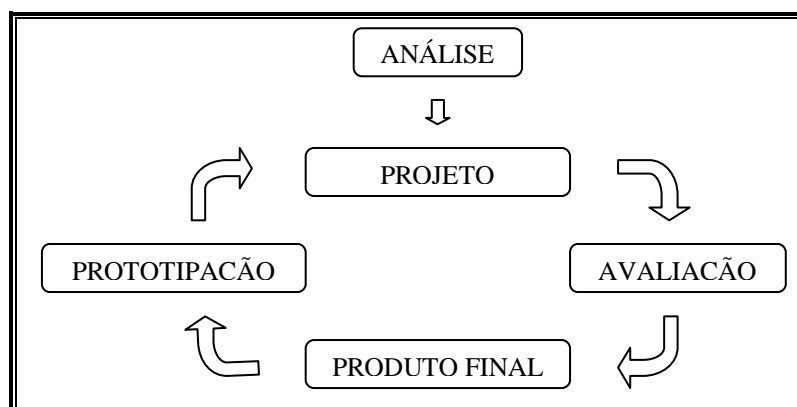 ANÁLISE
PROJETO
PROTOTIPACÃO
AVALIACÃO
PRODUTO FINAL